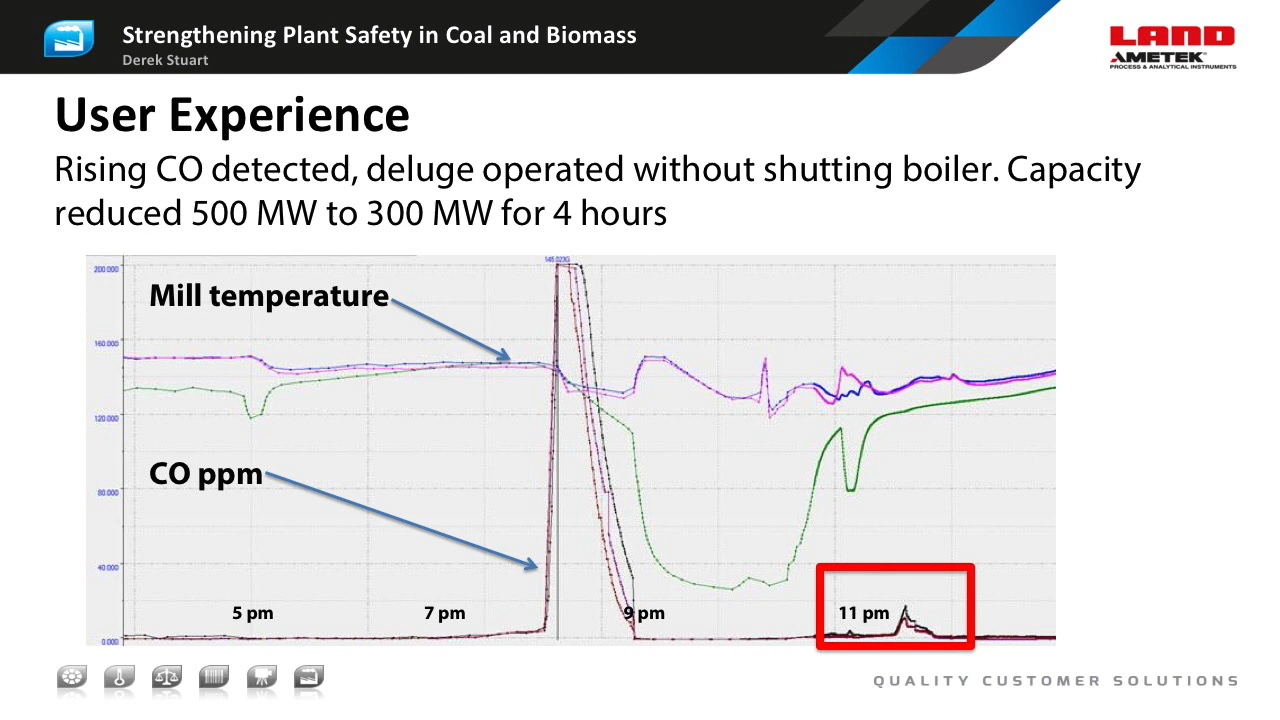 Strengthening Plant Safety in Coal and Biomass
Derek Stuart
LAND
AMETEK
PROCESS & ANALYTICAL INSTRUMENTS
User Experience
Rising CO detected, deluge operated without shutting boiler. Capacity
reduced 500 MW to 300 MW for 4 hours
200.000
Mill temperature
160.000
120.000
CO ppm
80.000
40.000
5 pm 7 pm 9 pm 11 pm
0.000
QUALITY CUSTOMER SOLUTIONS